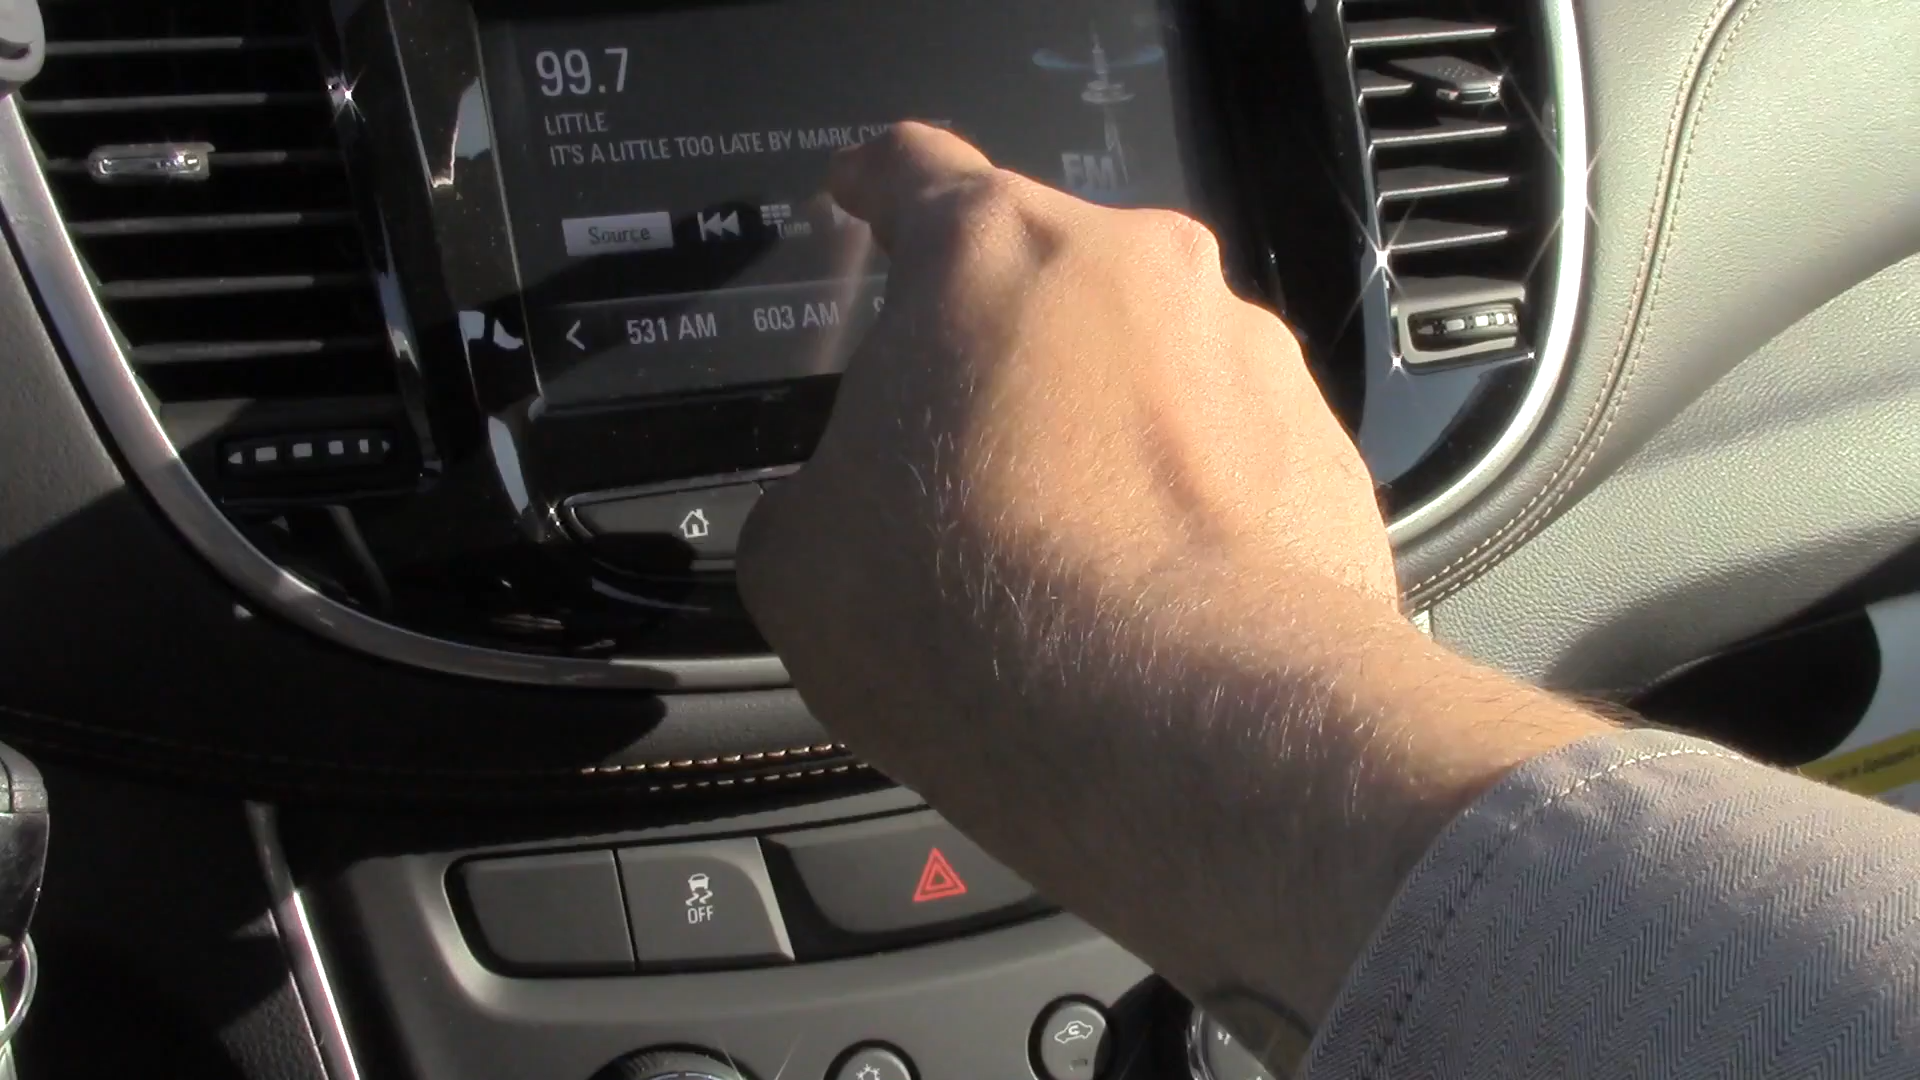 99.7
LITTLE
IT'S A LITTLE TOO LATE BY MARK
FM
Source
Tune
531 AM 603 AM
OFF